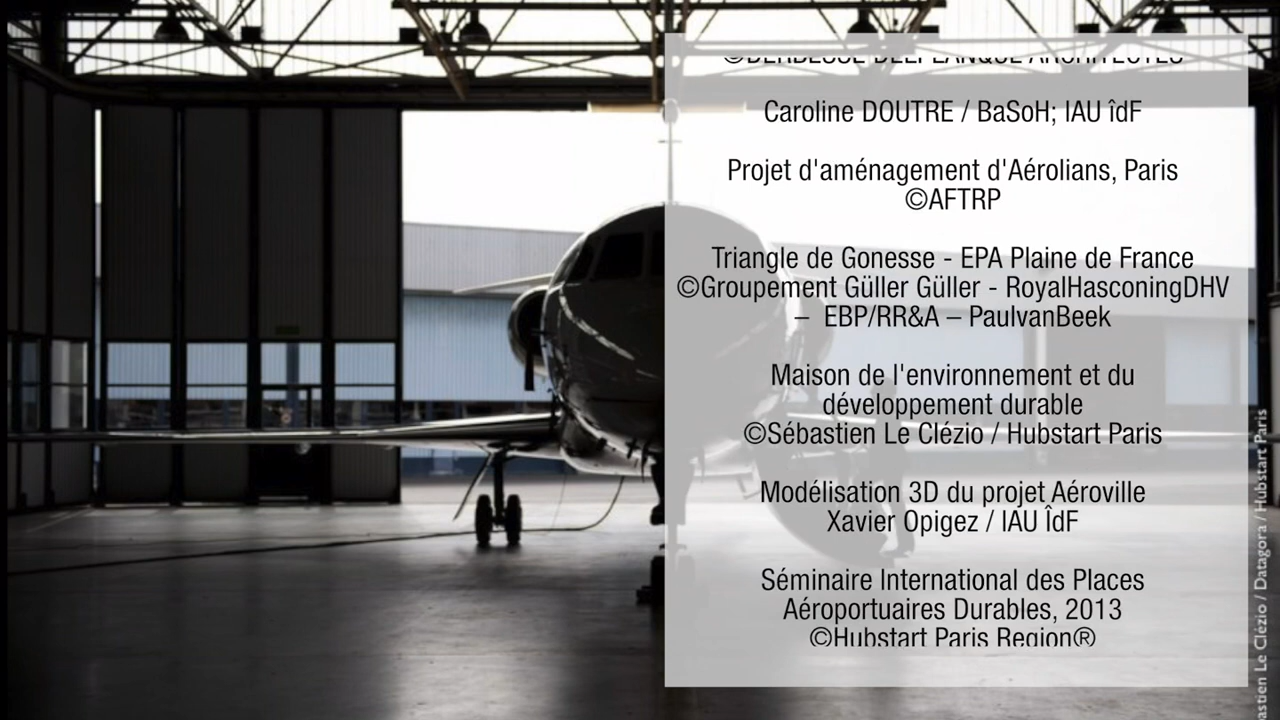 Caroline DOUTRE / BaSoH; IAU îdF
Projet d'aménagement d'Aérolians, Paris
©AFTRP
Triangle de Gonesse - EPA Plaine de France
©Groupement Güller Güller - RoyalHasconingDHV
– EBP/RR&A – PaulvanBeek
Maison de l'environnement et du
développement durable
©Sébastien Le Clézio / Hubstart Paris
Modélisation 3D du projet Aéroville
Xavier Opigez / IAU ÎdF
Séminaire International des Places
Aéroportuaires Durables, 2013
©Hubstart Paris Region®
Le Clézio / Datagora / Hubstart Paris